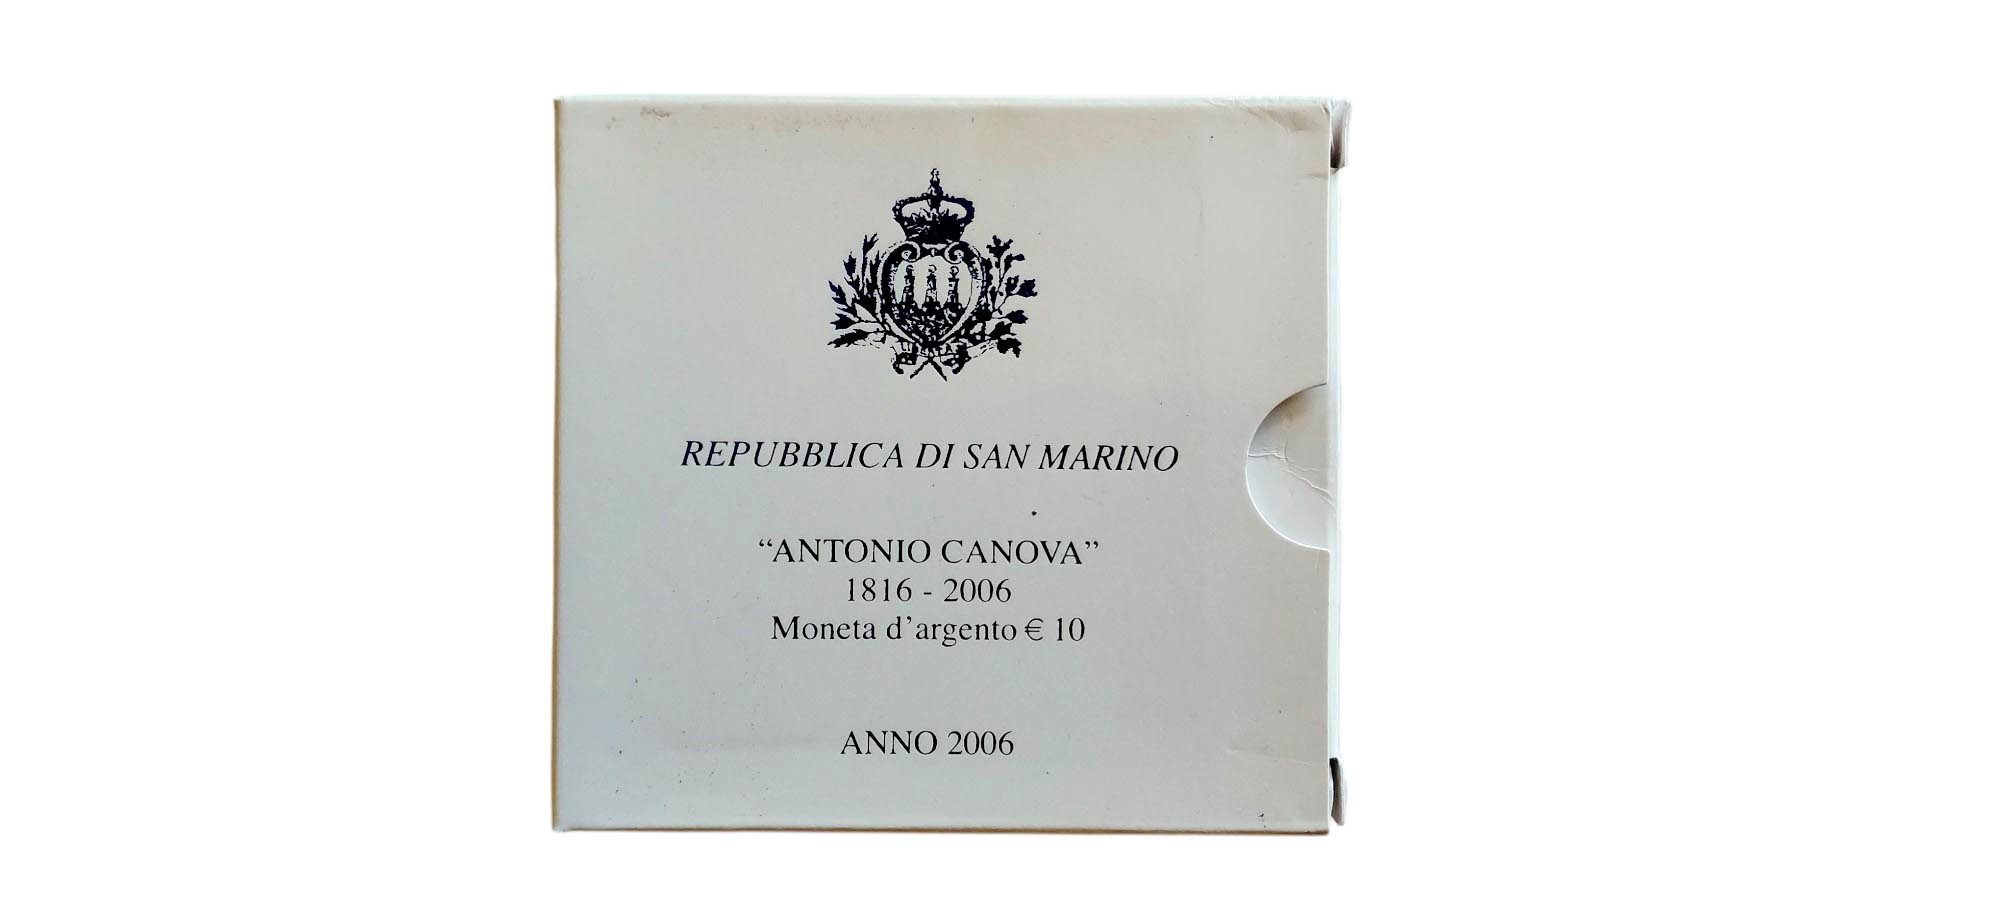 REPUBBLICA DI SAN MARINO
“ANTONIO CANOVA”
1816 - 2006
Moneta d’argento € 10
ANNO 2006